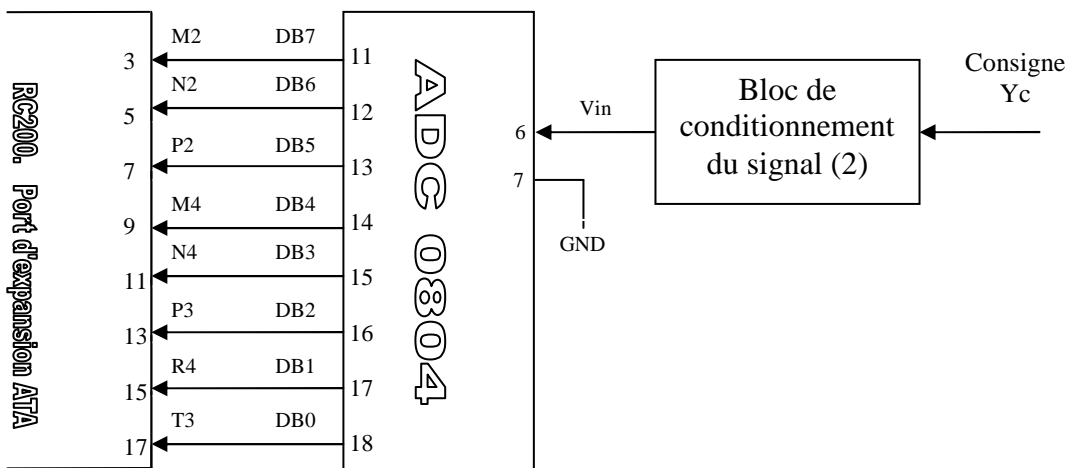 M2 DB7
3 11
N2 DB6
5 12
P2 DB5
7 13
M4 DB4
9 14
N4 DB3
11 15
P3 DB2
13 16
R4 DB1
15 17
T3 DB0
17 18
RC200. Port d'expansion ATA
ADC 0804
6
7
Vin
GND
Bloc de
conditionnement
du signal (2)
Consigne
Yc